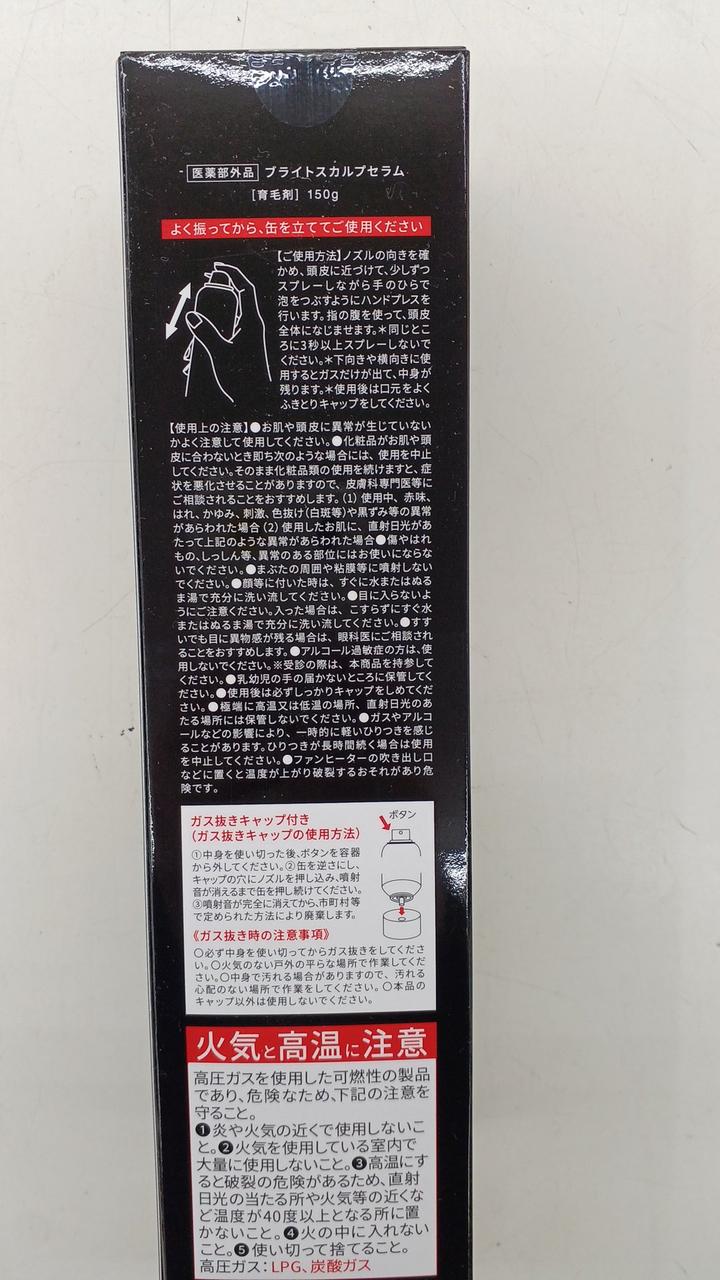 医薬部外品 ブライトスカルプセラム
[育毛剤] 150g
よく振ってから、缶を立ててご使用ください
【ご使用方法】ノズルの向きを確
かめ、頭皮に近づけて、少しずつ
スプレーしながら手のひらで
泡をつぶすようにハンドプレスを
行います。指の腹を使って、頭皮
全体になじませます。＊同じとこ
ろに3秒以上スプレーしないで
ください。＊下向きや横向きに使
用するとガスだけが出て、中身が
残ります。＊使用後は口元をよく
ふきとりキャップをしてください。
【使用上の注意】●お肌や頭皮に異常が生じていない
かよく注意して使用してください。●化粧品がお肌や頭
皮に合わないとき即ち次のような場合には、使用を中止
してください。そのまま化粧品類の使用を続けますと、症
状を悪化させることがありますので、皮膚科専門医等に
ご相談されることをおすすめします。(1) 使用中、赤味、
はれ、かゆみ、刺激、色抜け(白斑等)や黒ずみ等の異常
があらわれた場合 (2) 使用したお肌に、直射日光があ
たって上記のような異常があらわれた場合●傷やはれ
もの、しっしん等、異常のある部位にはお使いにならな
いでください。●まぶたの周囲や粘膜等に噴射しない
でください。●顔等に付いた時は、すぐに水またはぬる
ま湯で充分に洗い流してください。●目に入らないよ
うにご注意ください。入った場合は、こすらずにすぐ水
またはぬるま湯で充分に洗い流してください。●すす
いでも目に異物感が残る場合は、眼科医にご相談され
ることをおすすめします。●アルコール過敏症の方は、使
用しないでください。※受診の際は、本商品を持参して
ください。●乳幼児の手の届かないところに保管してく
ださい。●使用後は必ずしっかりキャップをしめてくだ
さい。●極端に高温又は低温の場所、直射日光のあ
たる場所には保管しないでください。●ガスやアルコ
ールなどの影響により、一時的に軽いひりつきを感じ
ることがあります。ひりつきが長時間続く場合は使用
を中止してください。●ファンヒーターの吹き出し口
などに置くと温度が上がり破裂するおそれがあり危
険です。
ガス抜きキャップ付き
(ガス抜きキャップの使用方法)
ボタン
①中身を使い切った後、ボタンを容器
から外してください。②缶を逆さにし、
キャップの穴にノズルを押し込み、噴射
音が消えるまで缶を押し続けてください。
③噴射音が完全に消えてから、市町村等
で定められた方法により廃棄します。
《ガス抜き時の注意事項》
〇必ず中身を使い切ってからガス抜きをしてくださ
い。〇火気のない戸外の平らな場所で作業してくだ
さい。〇中身で汚れる場合がありますので、汚れる
心配のない場所で作業をしてください。〇本品の
キャップ以外は使用しないでください。
火気と高温に注意
高圧ガスを使用した可燃性の製品
であり、危険なため、下記の注意を
守ること。
❶炎や火気の近くで使用しないこ
と。❷火気を使用している室内で
大量に使用しないこと。❸高温にす
ると破裂の危険があるため、直射
日光の当たる所や火気等の近くな
ど温度が40度以上となる所に置
かないこと。❹火の中に入れない
こと。❺使い切って捨てること。
高圧ガス：LPG、炭酸ガス